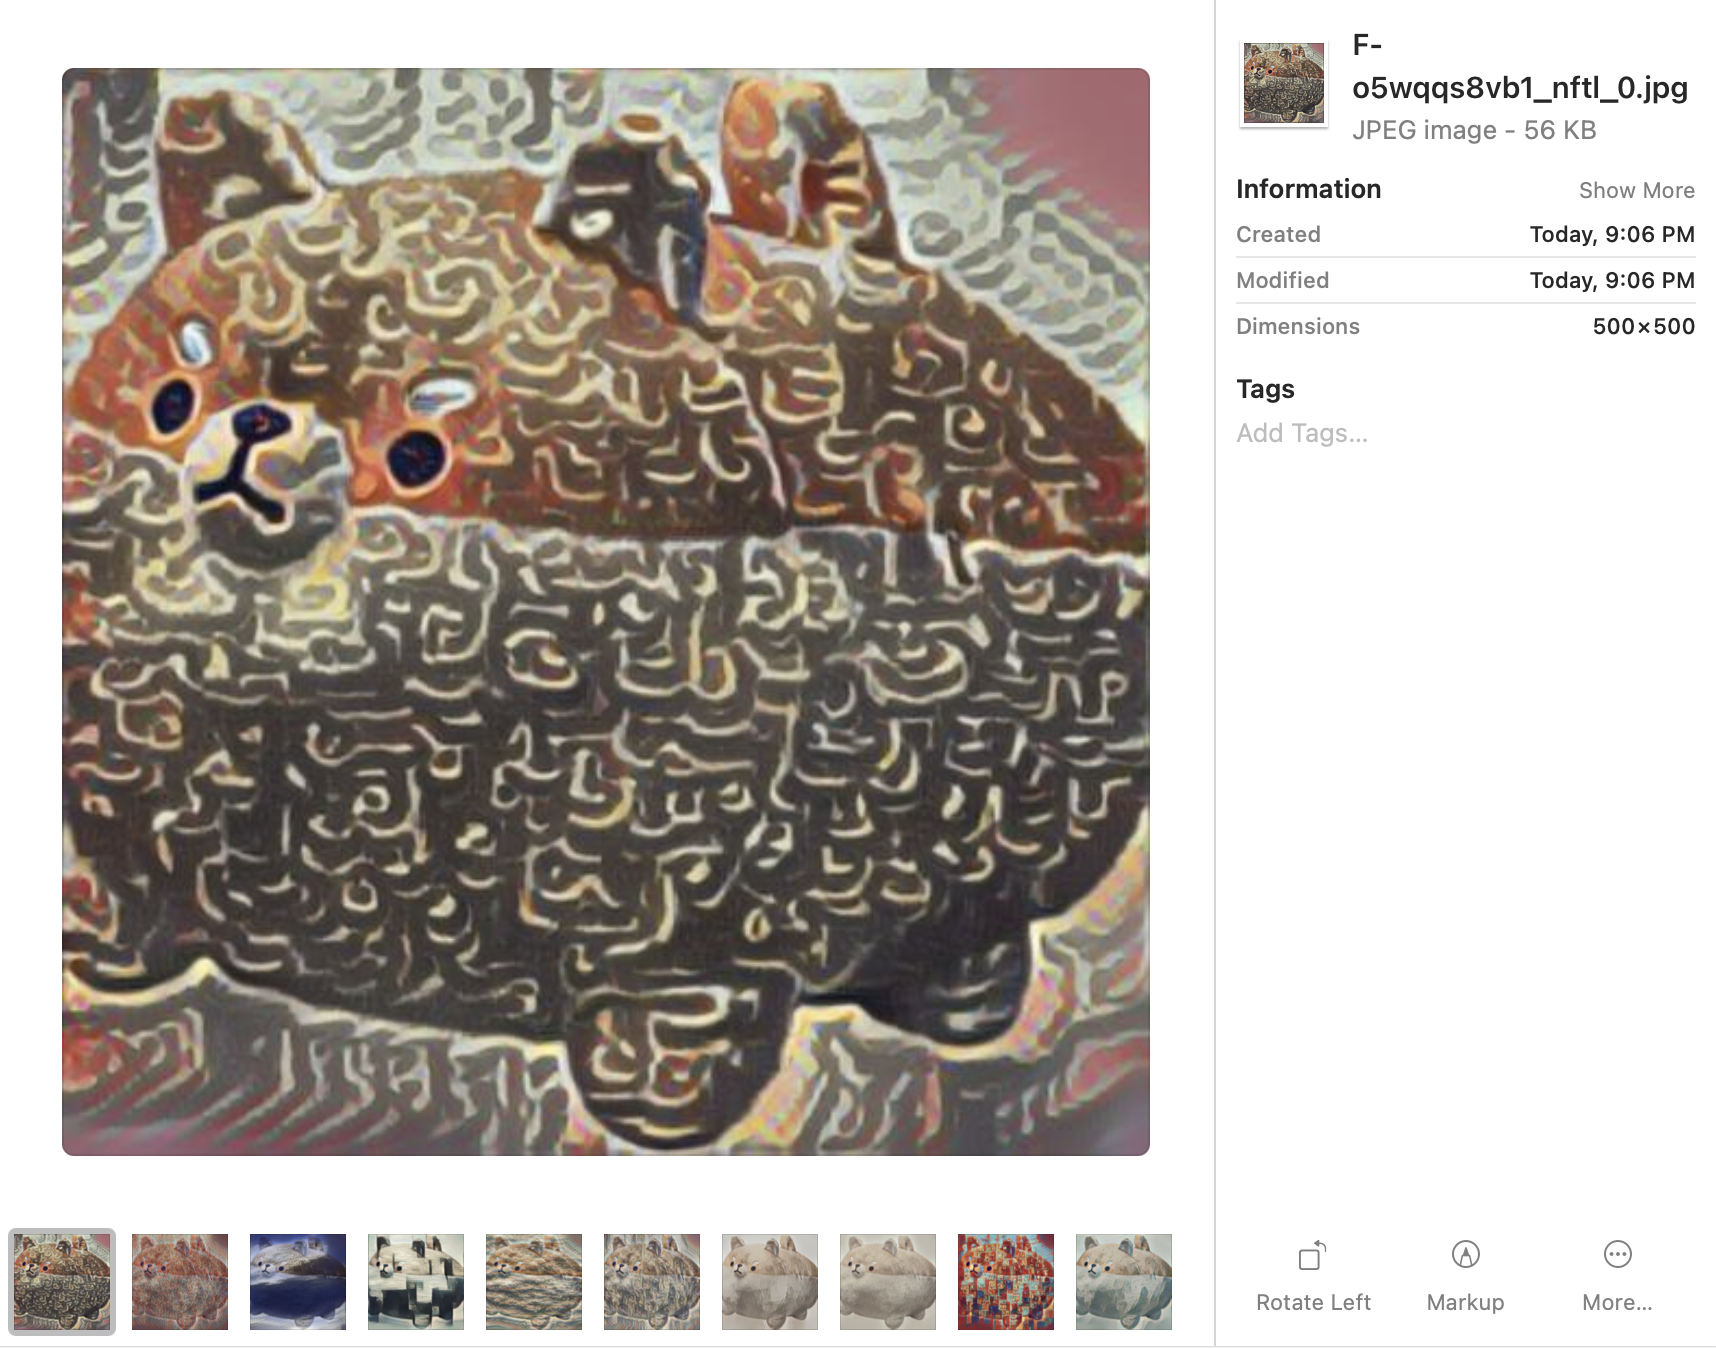 F-
o5wqqs8vb1_nftl_0.jpg
JPEG image - 56 KB
Information
Show More
Created
Today, 9:06 PM
Modified
Today, 9:06 PM
Dimensions
500×500
Tags
Add Tags...
Rotate Left
Markup
More...